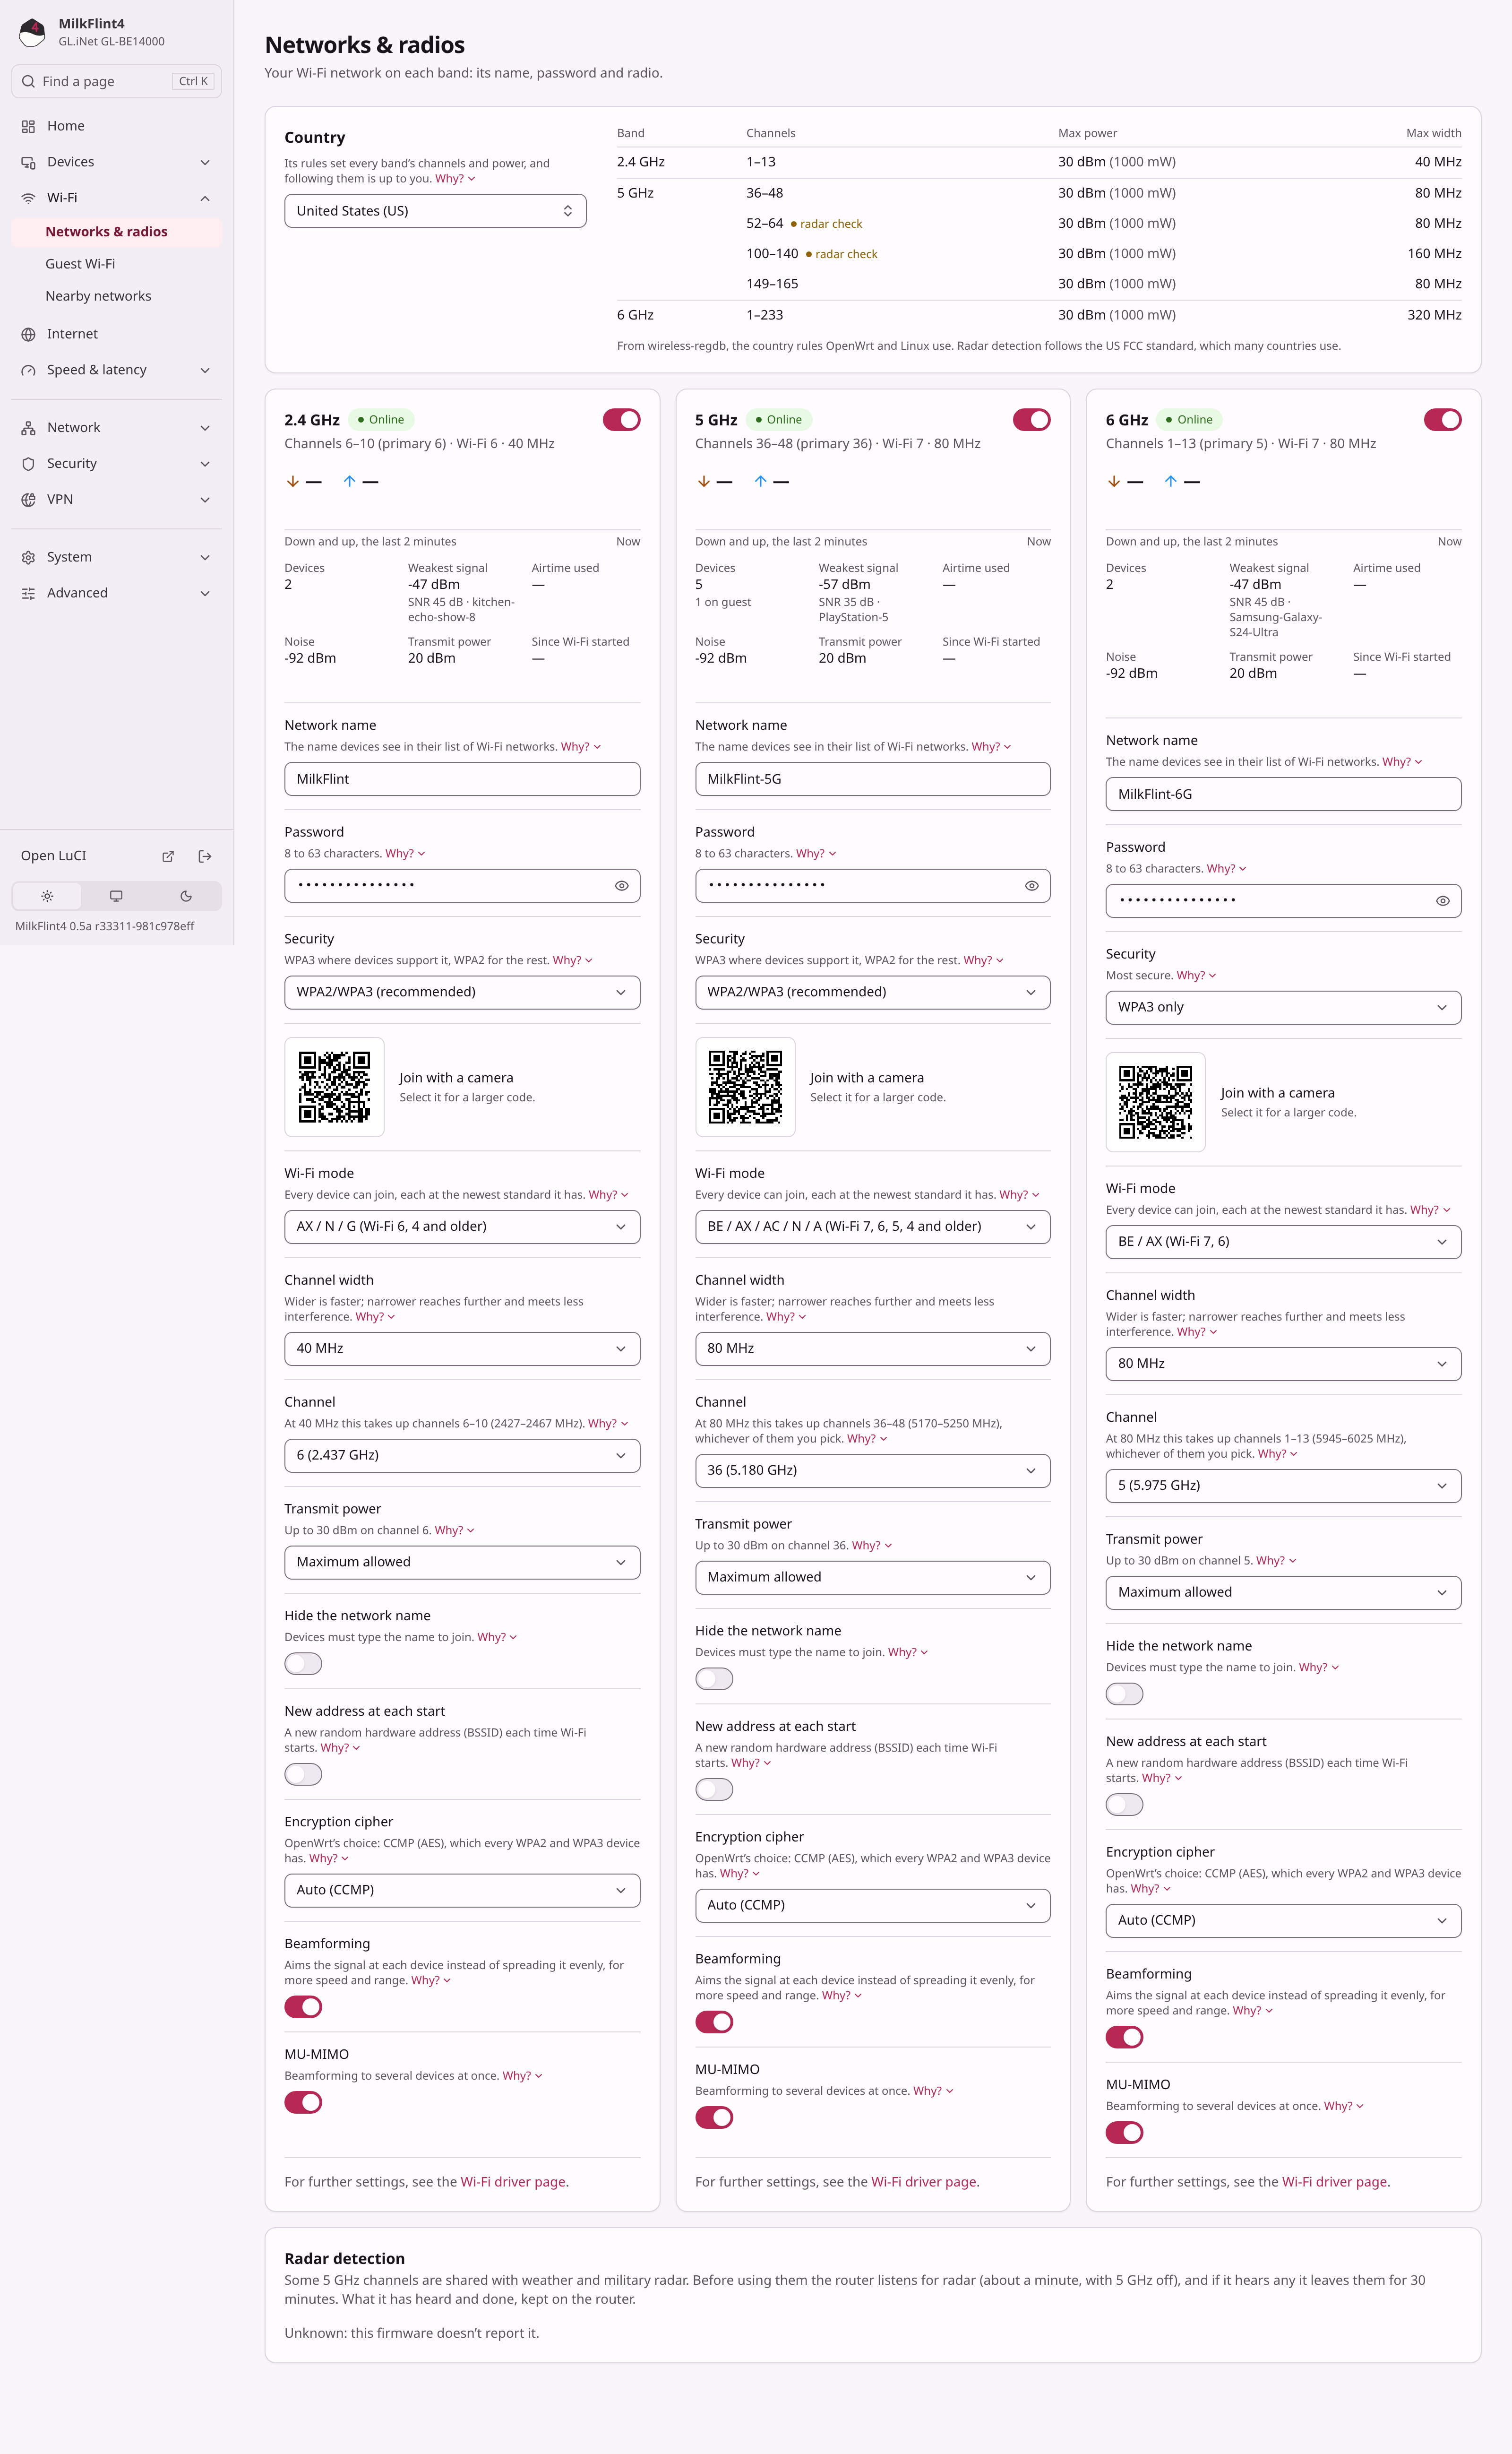 MilkFlint4
GL.iNet GL-BE14000
Find a page
Ctrl K
Home
Devices
Wi-Fi
Networks & radios
Guest Wi-Fi
Nearby networks
Internet
Speed & latency
Network
Security
VPN
System
Advanced
Open LuCI
MilkFlint4 0.5a r33311-981c978eff
Networks & radios
Your Wi-Fi network on each band: its name, password and radio.
Country
Its rules set every band's channels and power, and
following them is up to you. Why?
United States (US)
Band Channels Max power Max width
2.4 GHz 1–13 30 dBm (1000 mW) 40 MHz
5 GHz 36–48 30 dBm (1000 mW) 80 MHz
52–64 radar check 30 dBm (1000 mW) 80 MHz
100–140 radar check 30 dBm (1000 mW) 160 MHz
149–165 30 dBm (1000 mW) 80 MHz
6 GHz 1–233 30 dBm (1000 mW) 320 MHz
From wireless-regdb, the country rules OpenWrt and Linux use. Radar detection follows the US FCC standard, which many countries use.
2.4 GHz Online
Channels 6–10 (primary 6) · Wi-Fi 6 · 40 MHz
↓ — ↑ —
Down and up, the last 2 minutes Now
Devices Weakest signal Airtime used
2 -47 dBm —
SNR 45 dB · kitchen-
echo-show-8
Noise Transmit power Since Wi-Fi started
-92 dBm 20 dBm —
Network name
The name devices see in their list of Wi-Fi networks. Why?
MilkFlint
Password
8 to 63 characters. Why?
•••••••••••••••
Security
WPA3 where devices support it, WPA2 for the rest. Why?
WPA2/WPA3 (recommended)
Join with a camera
Select it for a larger code.
Wi-Fi mode
Every device can join, each at the newest standard it has. Why?
AX / N / G (Wi-Fi 6, 4 and older)
Channel width
Wider is faster; narrower reaches further and meets less
interference. Why?
40 MHz
Channel
At 40 MHz this takes up channels 6–10 (2427–2467 MHz). Why?
6 (2.437 GHz)
Transmit power
Up to 30 dBm on channel 6. Why?
Maximum allowed
Hide the network name
Devices must type the name to join. Why?
New address at each start
A new random hardware address (BSSID) each time Wi-Fi
starts. Why?
Encryption cipher
OpenWrt's choice: CCMP (AES), which every WPA2 and WPA3 device
has. Why?
Auto (CCMP)
Beamforming
Aims the signal at each device instead of spreading it evenly, for
more speed and range. Why?
MU-MIMO
Beamforming to several devices at once. Why?
For further settings, see the Wi-Fi driver page.
5 GHz Online
Channels 36–48 (primary 36) · Wi-Fi 7 · 80 MHz
↓ — ↑ —
Down and up, the last 2 minutes Now
Devices Weakest signal Airtime used
5 -57 dBm —
1 on guest SNR 35 dB ·
PlayStation-5
Noise Transmit power Since Wi-Fi started
-92 dBm 20 dBm —
Network name
The name devices see in their list of Wi-Fi networks. Why?
MilkFlint-5G
Password
8 to 63 characters. Why?
•••••••••••••••
Security
WPA3 where devices support it, WPA2 for the rest. Why?
WPA2/WPA3 (recommended)
Join with a camera
Select it for a larger code.
Wi-Fi mode
Every device can join, each at the newest standard it has. Why?
BE / AX / AC / N / A (Wi-Fi 7, 6, 5, 4 and older)
Channel width
Wider is faster; narrower reaches further and meets less
interference. Why?
80 MHz
Channel
At 80 MHz this takes up channels 36–48 (5170–5250 MHz),
whichever of them you pick. Why?
36 (5.180 GHz)
Transmit power
Up to 30 dBm on channel 36. Why?
Maximum allowed
Hide the network name
Devices must type the name to join. Why?
New address at each start
A new random hardware address (BSSID) each time Wi-Fi
starts. Why?
Encryption cipher
OpenWrt's choice: CCMP (AES), which every WPA2 and WPA3 device
has. Why?
Auto (CCMP)
Beamforming
Aims the signal at each device instead of spreading it evenly, for
more speed and range. Why?
MU-MIMO
Beamforming to several devices at once. Why?
For further settings, see the Wi-Fi driver page.
6 GHz Online
Channels 1–13 (primary 5) · Wi-Fi 7 · 80 MHz
↓ — ↑ —
Down and up, the last 2 minutes Now
Devices Weakest signal Airtime used
2 -47 dBm —
SNR 45 dB ·
Samsung-Galaxy-
S24-Ultra
Noise Transmit power Since Wi-Fi started
-92 dBm 20 dBm —
Network name
The name devices see in their list of Wi-Fi networks. Why?
MilkFlint-6G
Password
8 to 63 characters. Why?
•••••••••••••••
Security
Most secure. Why?
WPA3 only
Join with a camera
Select it for a larger code.
Wi-Fi mode
Every device can join, each at the newest standard it has. Why?
BE / AX (Wi-Fi 7, 6)
Channel width
Wider is faster; narrower reaches further and meets less
interference. Why?
80 MHz
Channel
At 80 MHz this takes up channels 1–13 (5945–6025 MHz),
whichever of them you pick. Why?
5 (5.975 GHz)
Transmit power
Up to 30 dBm on channel 5. Why?
Maximum allowed
Hide the network name
Devices must type the name to join. Why?
New address at each start
A new random hardware address (BSSID) each time Wi-Fi
starts. Why?
Encryption cipher
OpenWrt's choice: CCMP (AES), which every WPA2 and WPA3 device
has. Why?
Auto (CCMP)
Beamforming
Aims the signal at each device instead of spreading it evenly, for
more speed and range. Why?
MU-MIMO
Beamforming to several devices at once. Why?
For further settings, see the Wi-Fi driver page.
Radar detection
Some 5 GHz channels are shared with weather and military radar. Before using them the router listens for radar (about a minute, with 5 GHz off), and if it hears any it leaves them for 30
minutes. What it has heard and done, kept on the router.
Unknown: this firmware doesn't report it.